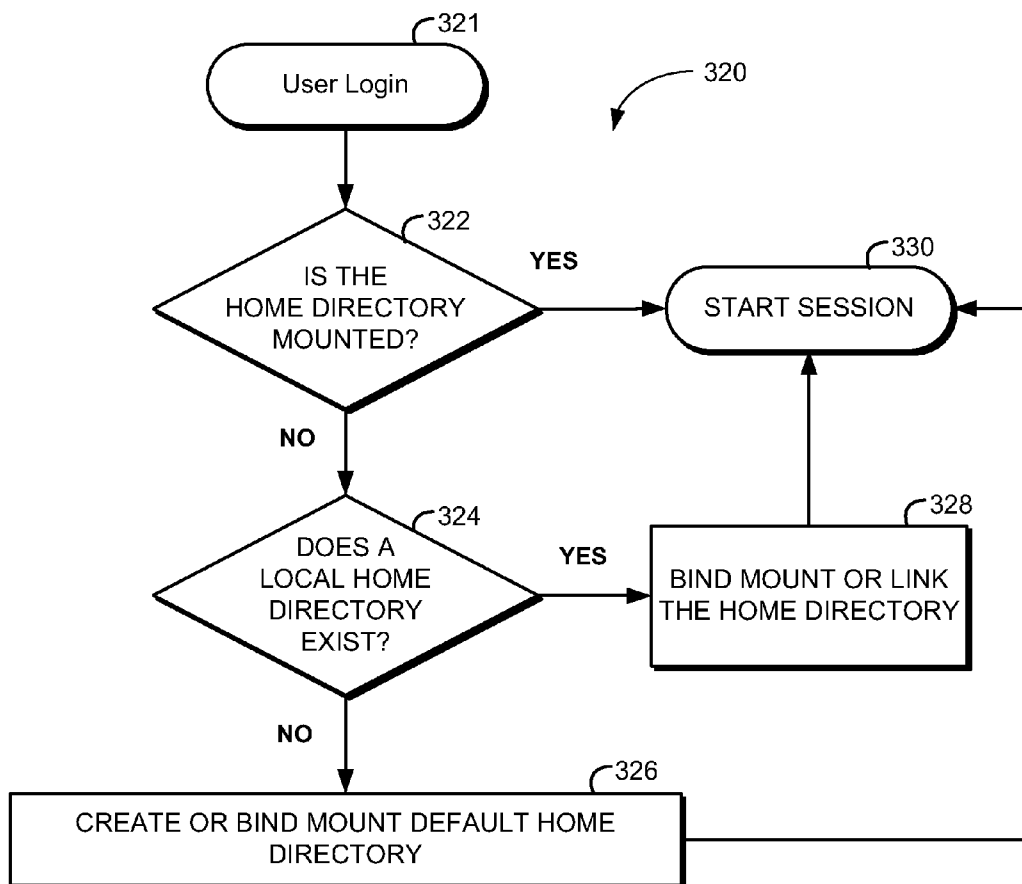 321
User Login
320
322
IS THE
HOME DIRECTORY
MOUNTED?
YES
330
START SESSION
NO
324
DOES A
LOCAL HOME
DIRECTORY
EXIST?
YES
328
BIND MOUNT OR LINK
THE HOME DIRECTORY
NO
326
CREATE OR BIND MOUNT DEFAULT HOME
DIRECTORY